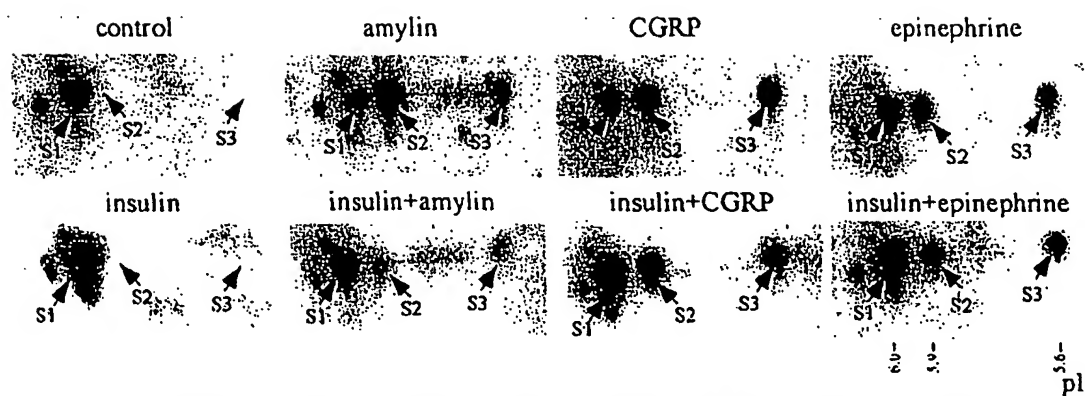 control amylin CGRP epinephrine
S1 S2 S3 S1 S2 S3 S1 S2 S3 S1 S2 S3
insulin insulin+amylin insulin+CGRP insulin+epinephrine
S1 S2 S3 S1 S2 S3 S1 S2 S3 S1 S2 S3
6.0 5.9 5.6
pI